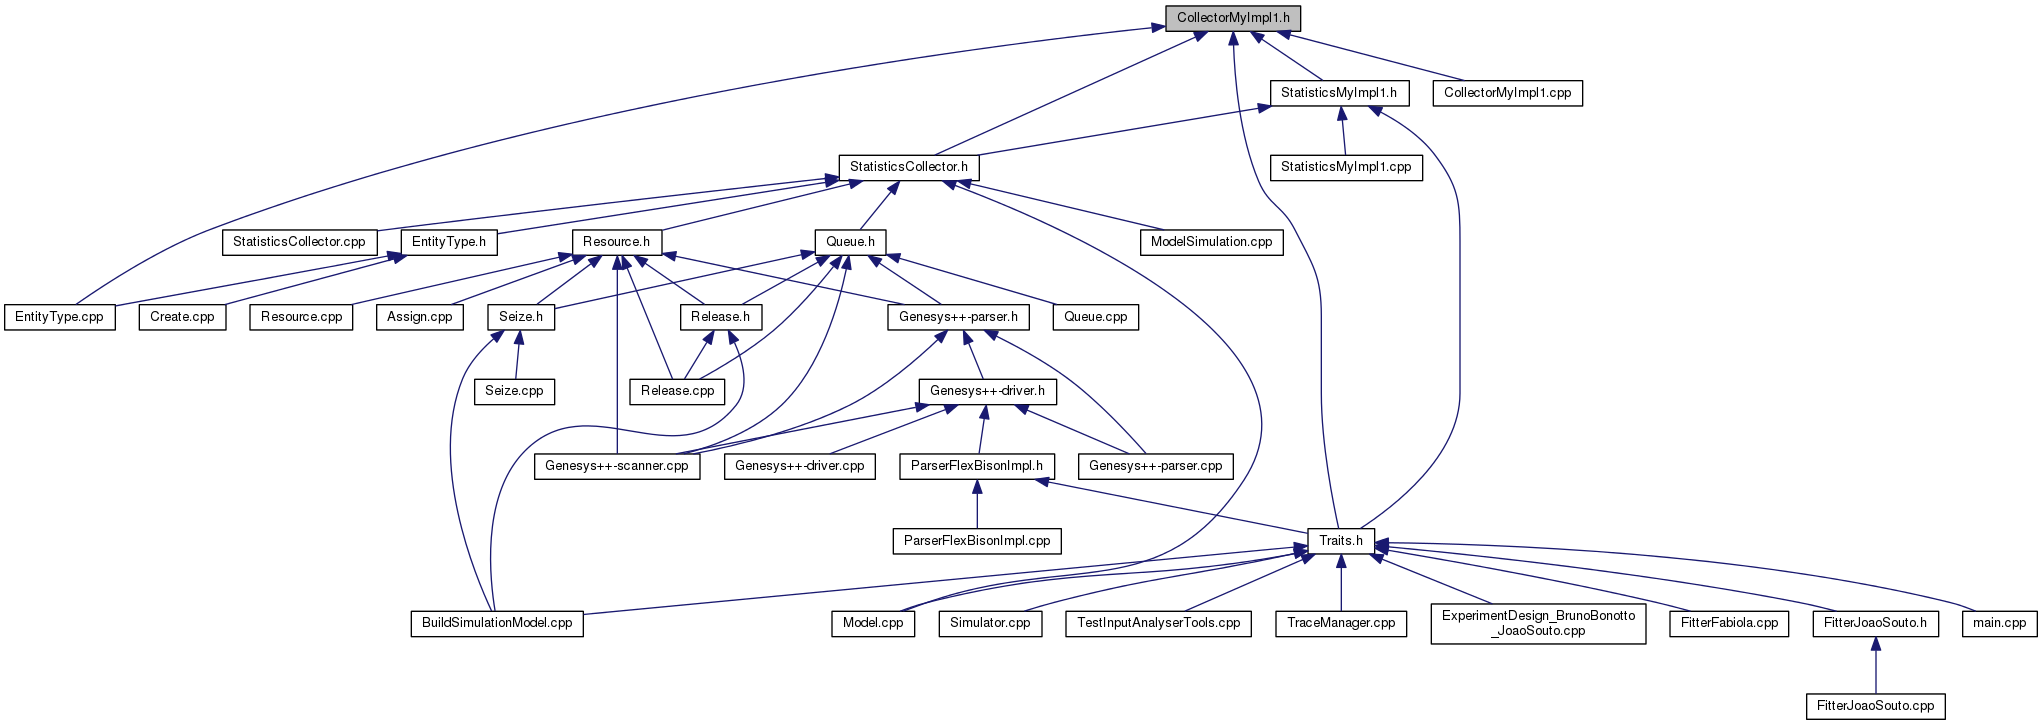 CollectorMyImpl1.h
StatisticsMyImpl1.h
CollectorMyImpl1.cpp
StatisticsCollector.h
StatisticsMyImpl1.cpp
StatisticsCollector.cpp
EntityType.h
Resource.h
Queue.h
ModelSimulation.cpp
EntityType.cpp
Create.cpp
Resource.cpp
Assign.cpp
Seize.h
Release.h
Genesys++-parser.h
Queue.cpp
Seize.cpp
Release.cpp
Genesys++-driver.h
Genesys++-scanner.cpp
Genesys++-driver.cpp
ParserFlexBisonImpl.h
Genesys++-parser.cpp
ParserFlexBisonImpl.cpp
Traits.h
BuildSimulationModel.cpp
Model.cpp
Simulator.cpp
TestInputAnalyserTools.cpp
TraceManager.cpp
ExperimentDesign_BrunoBonotto
_JoaoSouto.cpp
FitterFabiola.cpp
FitterJoaoSouto.h
main.cpp
FitterJoaoSouto.cpp